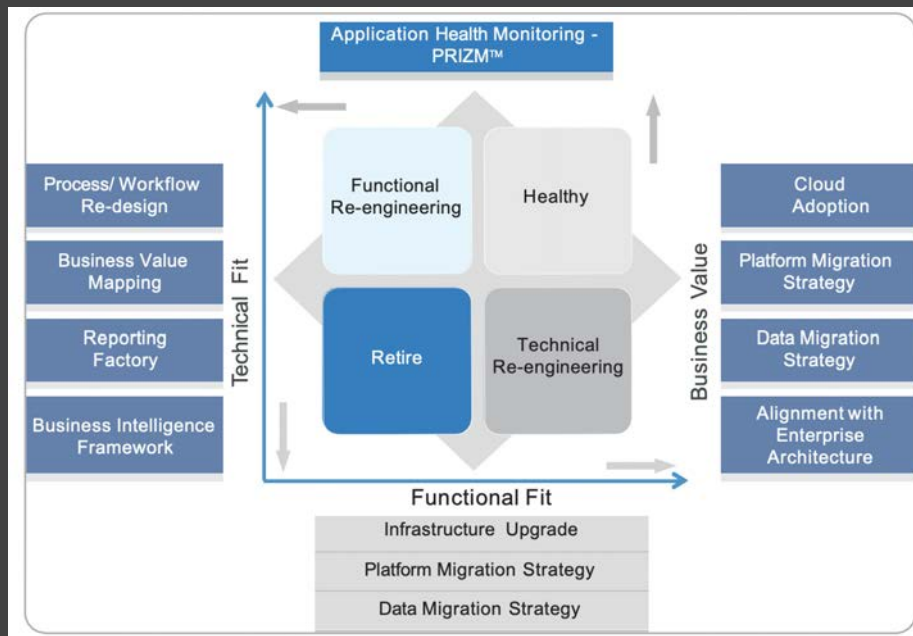 Application Health Monitoring -
PRIZM™
Process/ Workflow
Re-design
Business Value
Mapping
Reporting
Factory
Business Intelligence
Framework
Technical Fit
Functional
Re-engineering
Healthy
Retire
Technical
Re-engineering
Functional Fit
Business Value
Cloud
Adoption
Platform Migration
Strategy
Data Migration
Strategy
Alignment with
Enterprise
Architecture
Infrastructure Upgrade
Platform Migration Strategy
Data Migration Strategy